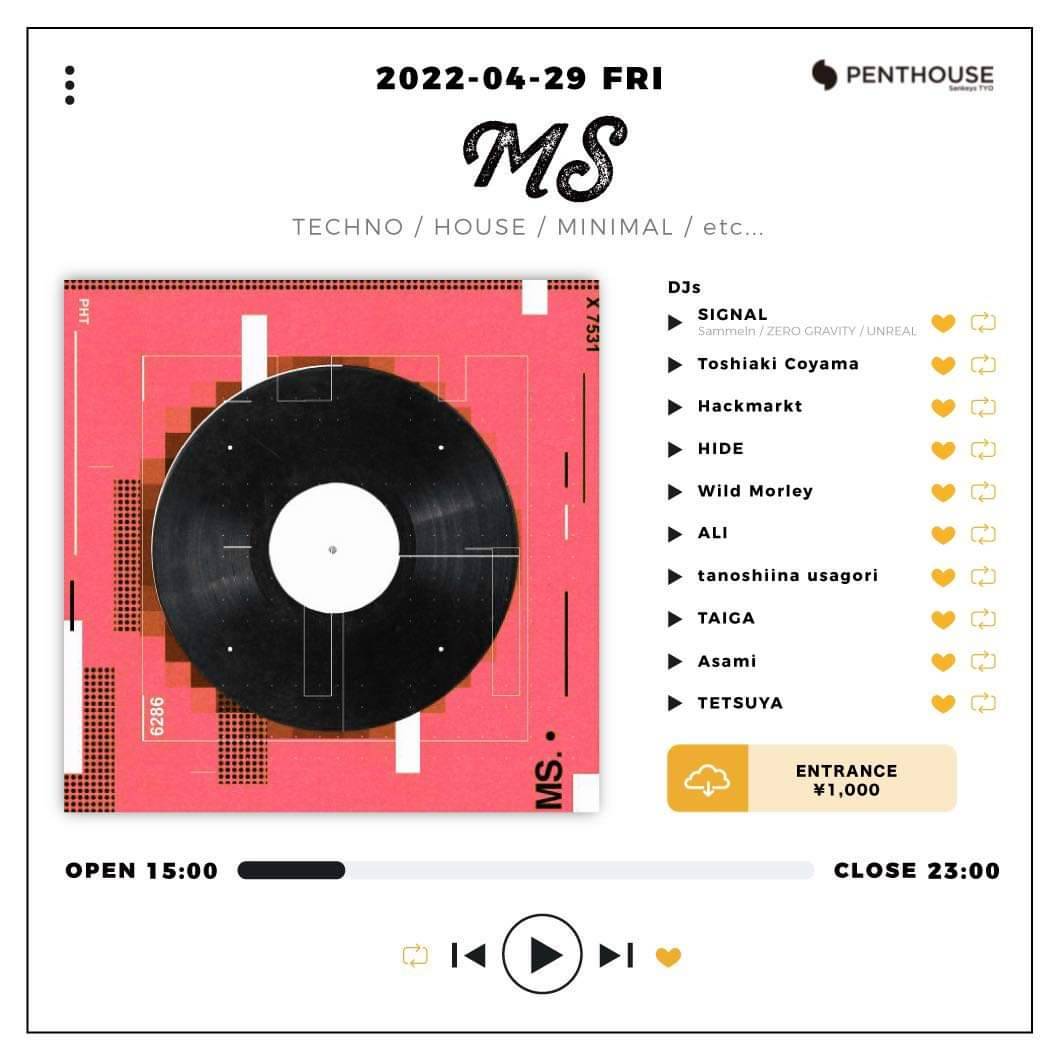 2022-04-29 FRI
PENTHOUSE
Sankeys TYO
MS
TECHNO / HOUSE / MINIMAL / etc...
PHT
X 7531
6286
MS.
DJs
SIGNAL
Sammeln / ZERO GRAVITY / UNREAL
Toshiaki Coyama
Hackmarkt
HIDE
Wild Morley
ALI
tanoshiina usagori
TAIGA
Asami
TETSUYA
ENTRANCE
¥1,000
OPEN 15:00
CLOSE 23:00